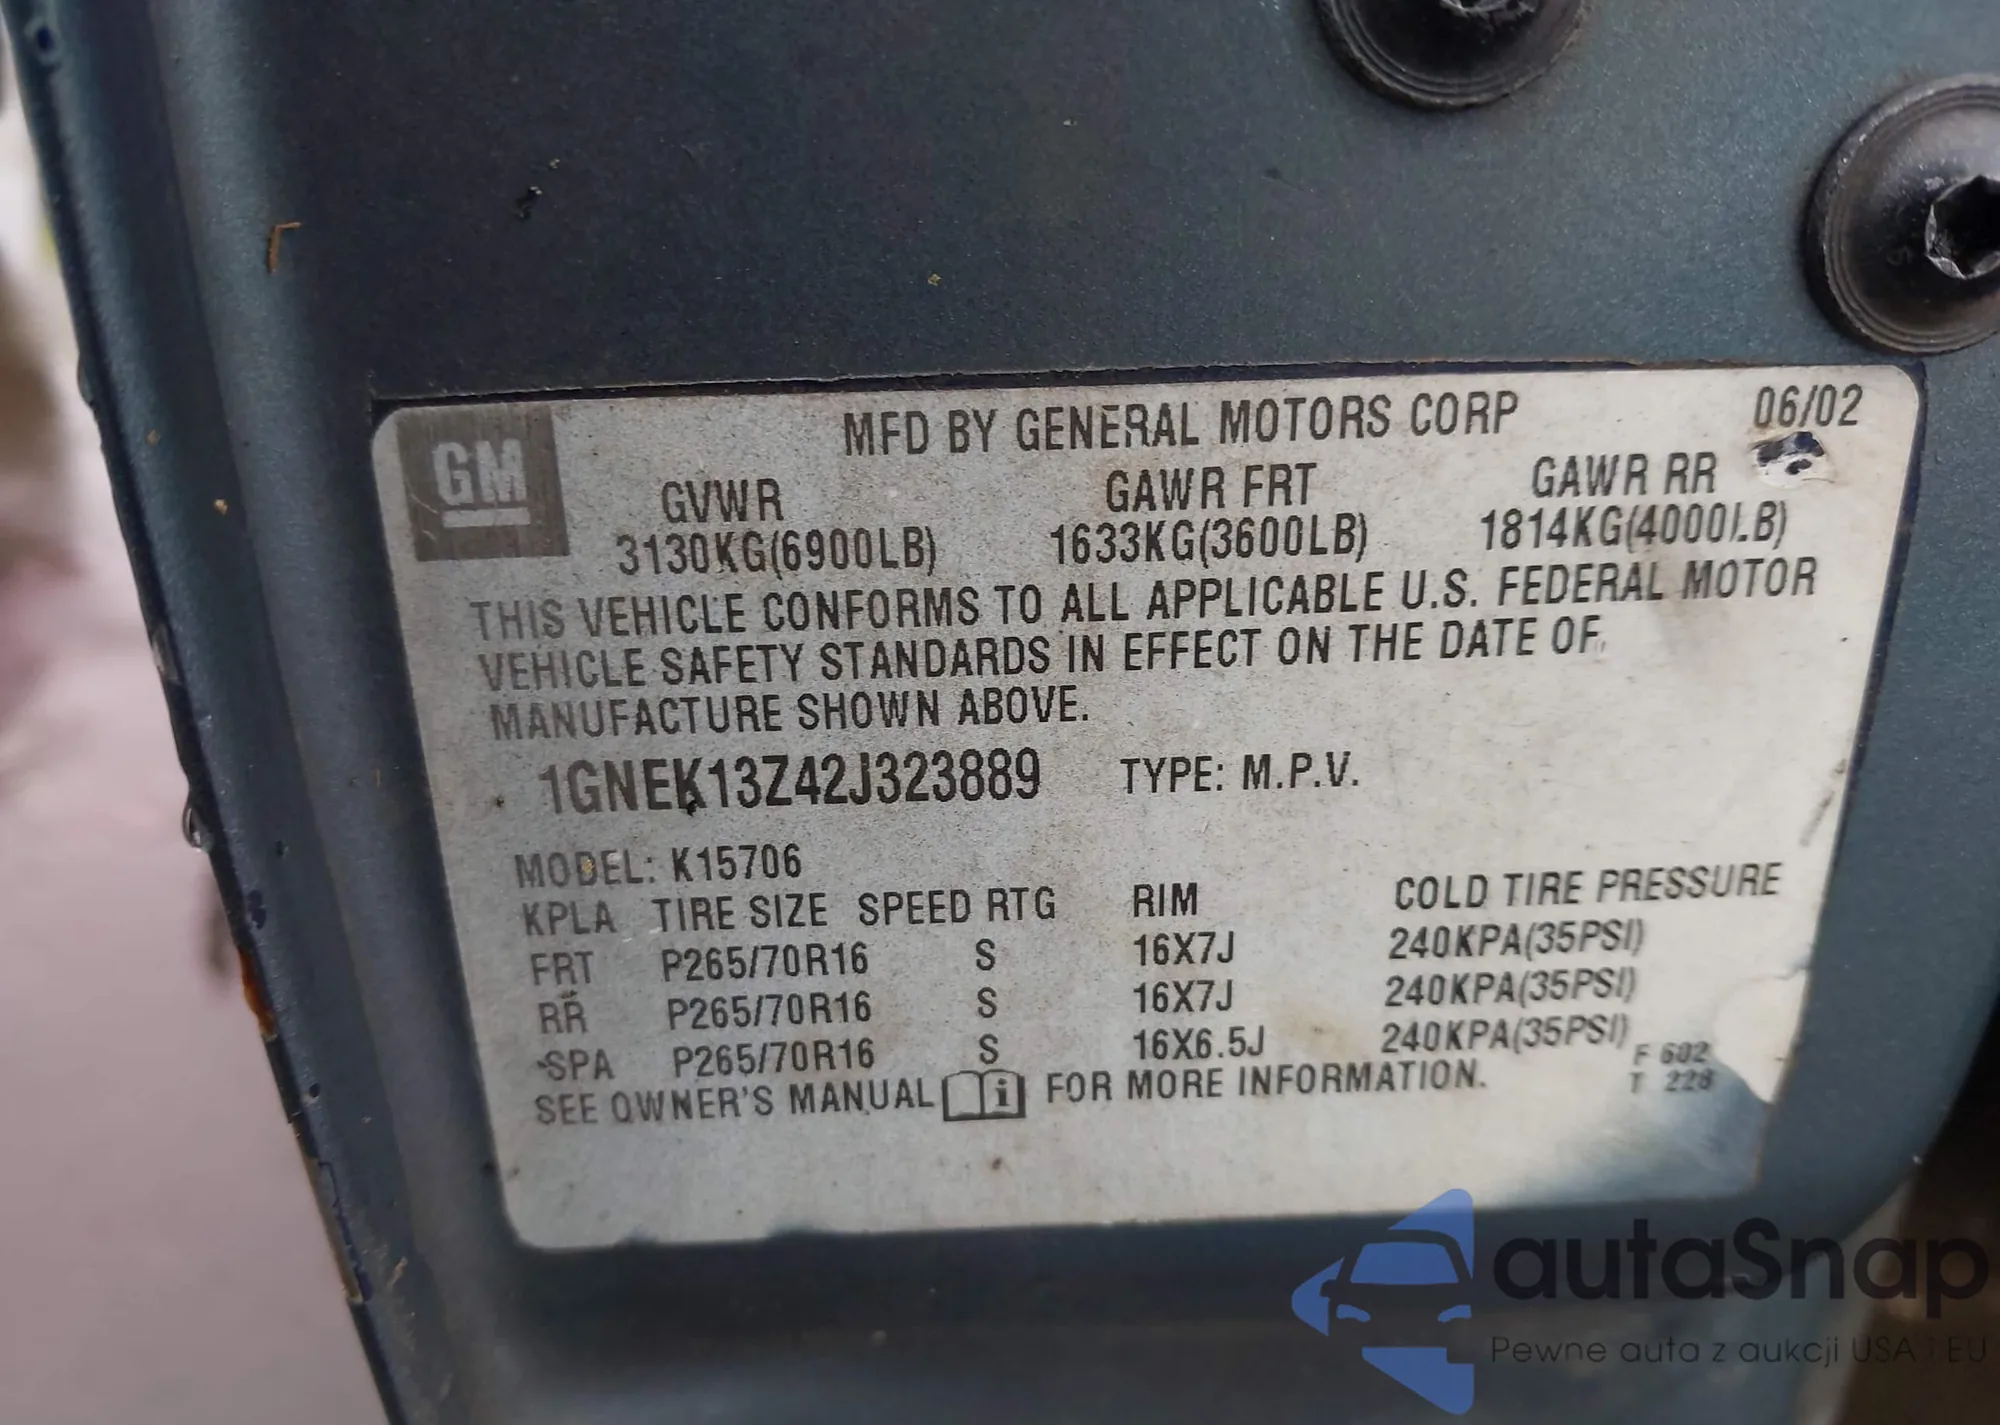 GM
MFD BY GENERAL MOTORS CORP 06/02
GVWR GAWR FRT GAWR RR
3130KG(6900LB) 1633KG(3600LB) 1814KG(4000LB)
THIS VEHICLE CONFORMS TO ALL APPLICABLE U.S. FEDERAL MOTOR
VEHICLE SAFETY STANDARDS IN EFFECT ON THE DATE OF
MANUFACTURE SHOWN ABOVE.
1GNEK13Z42J323889 TYPE: M.P.V.
MODEL: K15706
KPLA TIRE SIZE SPEED RTG RIM COLD TIRE PRESSURE
FRT P265/70R16 S 16X7J 240KPA(35PSI)
RR P265/70R16 S 16X7J 240KPA(35PSI)
SPA P265/70R16 S 16X6.5J 240KPA(35PSI)
SEE OWNER'S MANUAL i FOR MORE INFORMATION.
F 602
T 228
autaSnap
Pewne auta z aukcji USA i EU